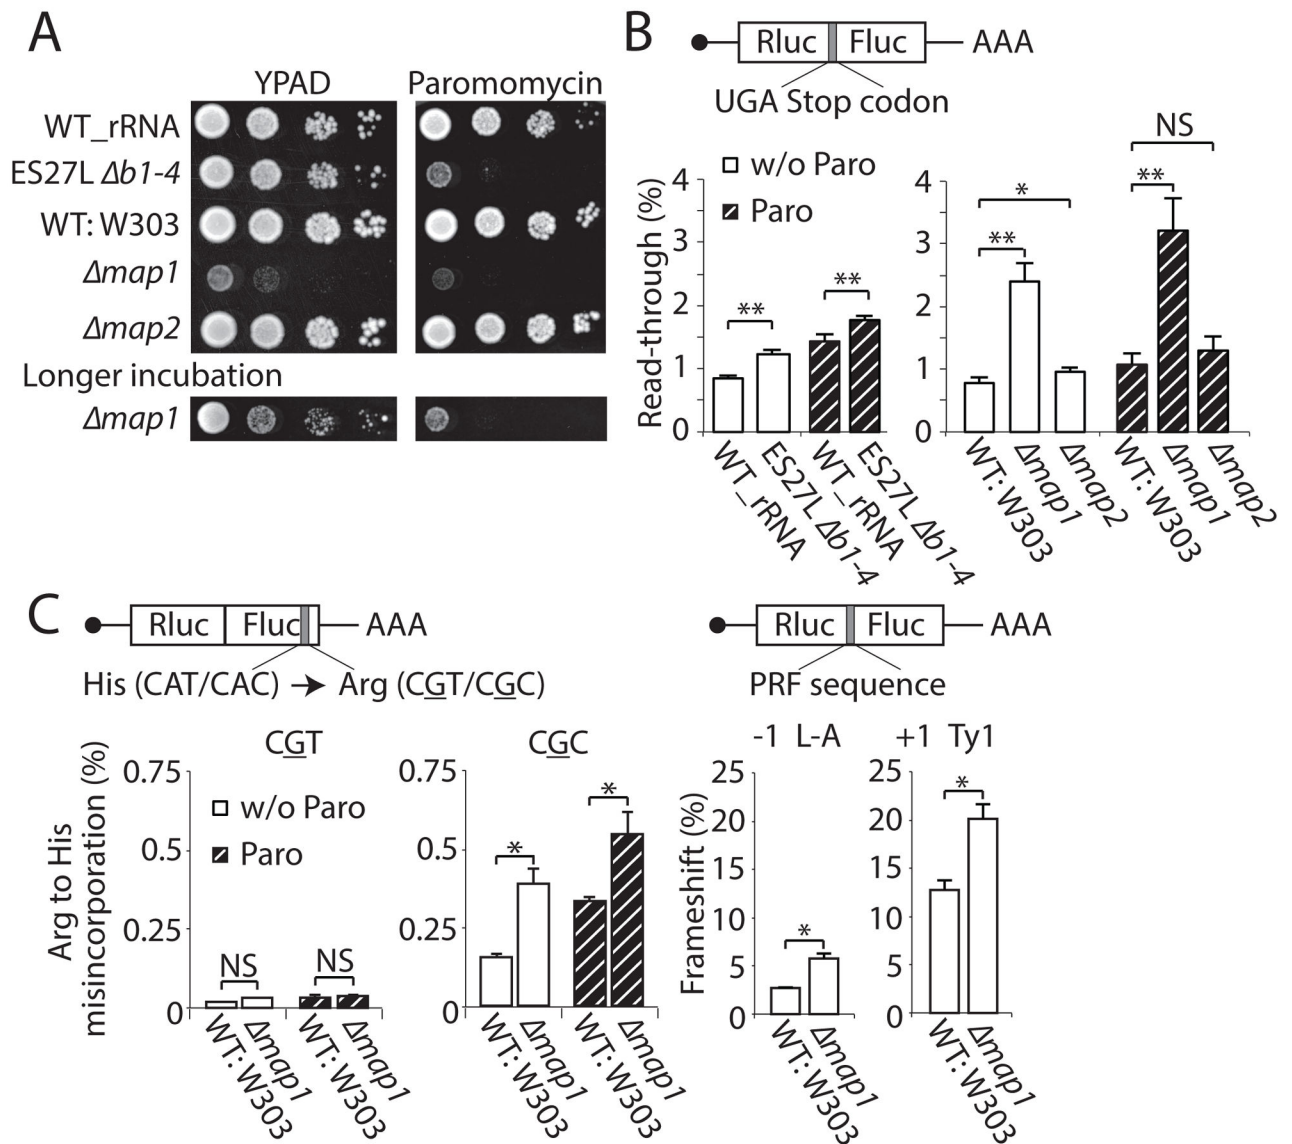 A
YPAD
Paromomycin
WT_rRNA
ES27L Δb1-4
WT: W303
Δmap1
Δmap2
Longer incubation
Δmap1
B
Rluc
Fluc
AAA
UGA Stop codon
w/o Paro
Paro
Read-through (%)
4
3
2
1
0
**
**
WT_rRNA
ES27L Δb1-4
WT_rRNA
ES27L Δb1-4
4
3
2
1
0
**
*
**
NS
WT: W303
Δmap1
Δmap2
WT: W303
Δmap1
Δmap2
C
Rluc
Fluc
AAA
His (CAT/CAC)
Arg (CGT/CGC)
CGT
Arg to His
misincorporation (%)
0.75
0.5
0.25
0
w/o Paro
Paro
NS
NS
WT: W303
Δmap1
WT: W303
Δmap1
CGC
0.75
0.5
0.25
0
*
*
WT: W303
Δmap1
WT: W303
Δmap1
Rluc
Fluc
AAA
PRF sequence
-1 L-A
Frameshift (%)
25
20
15
10
5
0
*
WT: W303
Δmap1
+1 Ty1
25
20
15
10
5
0
*
WT: W303
Δmap1